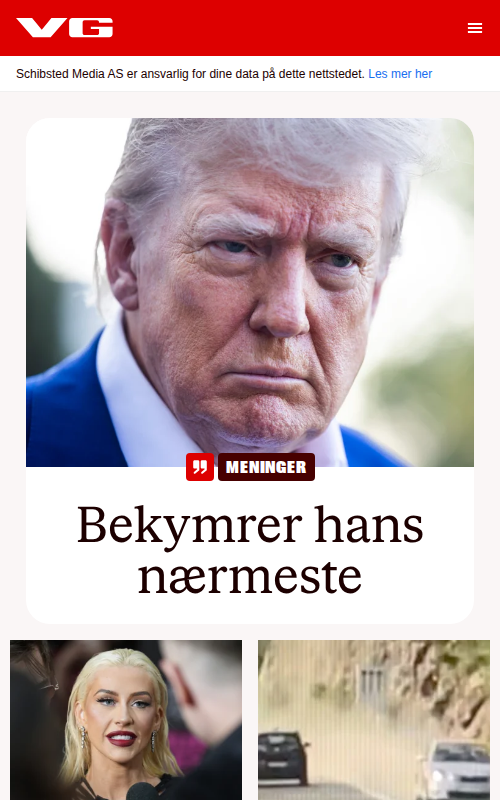 VG
Schibsted Media AS er ansvarlig for dine data på dette nettstedet. Les mer her
MENINGER
Bekymrer hans
nærmeste